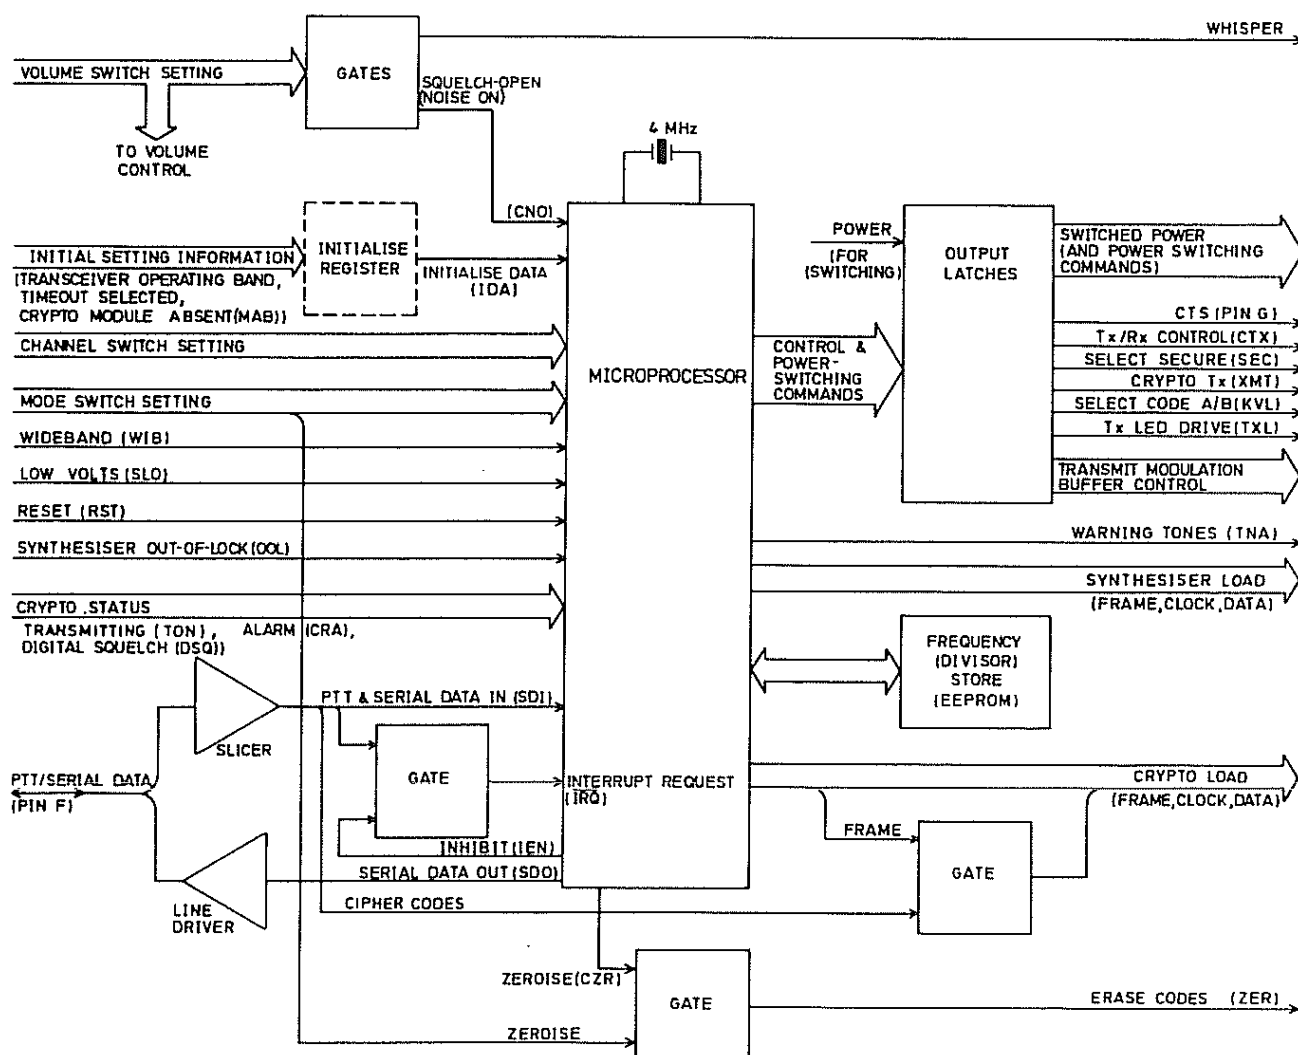 WHISPER
VOLUME SWITCH SETTING
GATES
SQUELCH-OPEN
(NOISE ON)
TO VOLUME
CONTROL
4 MHz
(CNO)
INITIAL SETTING INFORMATION
(TRANSCEIVER OPERATING BAND,
TIMEOUT SELECTED,
CRYPTO MODULE ABSENT(MAB))
INITIALISE
REGISTER
INITIALISE DATA
(IDA)
CHANNEL SWITCH SETTING
MODE SWITCH SETTING
WIDEBAND (WIB)
LOW VOLTS (SLO)
RESET (RST)
SYNTHESISER OUT-OF-LOCK(OOL)
CRYPTO STATUS
TRANSMITTING (TON), ALARM (CRA),
DIGITAL SQUELCH (DSQ))
MICROPROCESSOR
POWER
(FOR
(SWITCHING)
OUTPUT
LATCHES
CONTROL &
POWER-
SWITCHING
COMMANDS
SWITCHED POWER
(AND POWER SWITCHING
COMMANDS)
CTS (PIN G)
Tx/Rx CONTROL(CTX)
SELECT SECURE(SEC)
CRYPTO Tx(XMT)
SELECT CODE A/B(KVL)
Tx LED DRIVE(TXL)
TRANSMIT MODULATION
BUFFER CONTROL
WARNING TONES (TNA)
SYNTHESISER LOAD
(FRAME,CLOCK,DATA)
FREQUENCY
(DIVISOR)
STORE
(EEPROM)
SLICER
PTT & SERIAL DATA IN (SDI)
GATE
PTT/SERIAL DATA
(PIN F)
INTERRUPT REQUEST
(IRQ)
INHIBIT(IEN)
SERIAL DATA OUT(SDO)
LINE
DRIVER
CIPHER CODES
CRYPTO LOAD
(FRAME,CLOCK,DATA)
FRAME
GATE
ZEROISE(CZR)
ZEROISE
GATE
ERASE CODES (ZER)